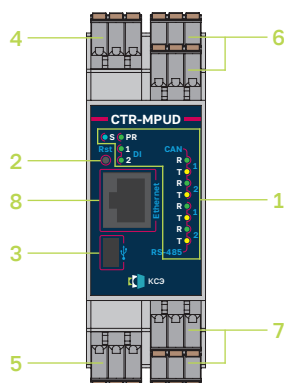 4
6
CTR-MPUD
S PR
CAN
Rst
1
DI
2
R
1
T
R
2
T
R
1
T
R
2
T
RS-485
Ethernet
КСЭ
2
8
3
1
5
7